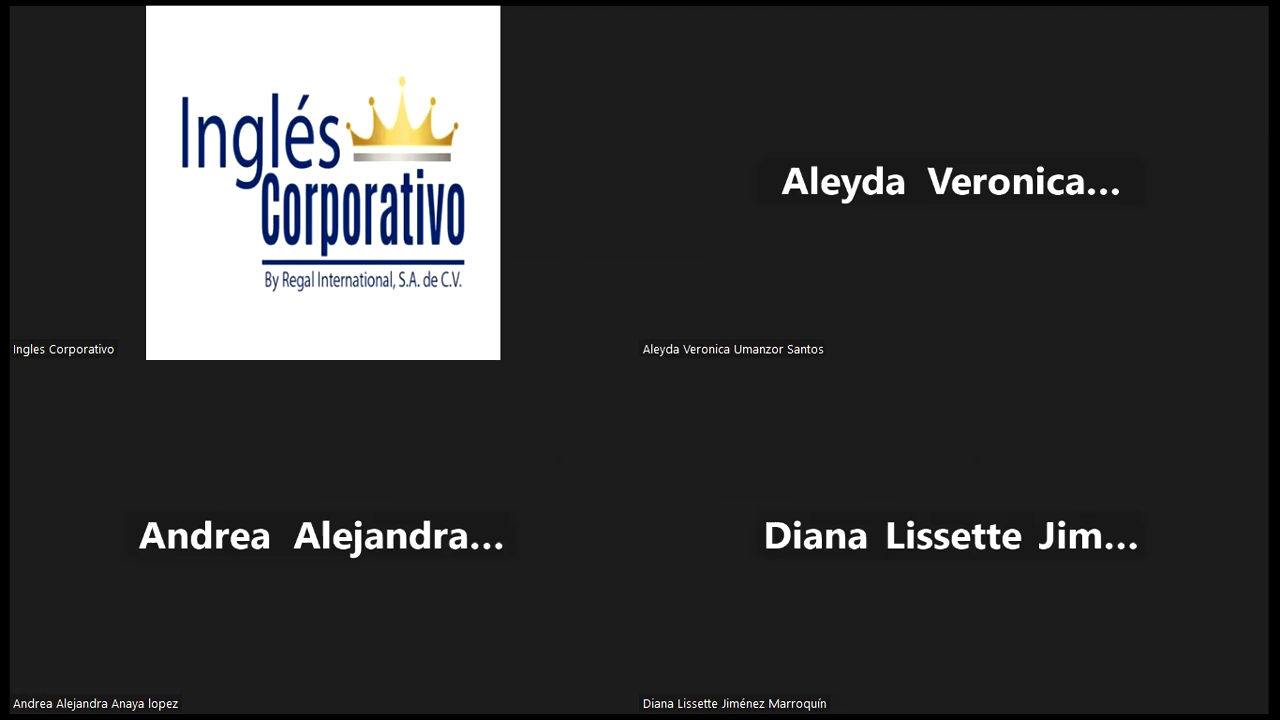 Inglés
Corporativo
By Regal International, S.A. de C.V.
Ingles Corporativo
Aleyda Veronica...
Aleyda Veronica Umanzor Santos
Andrea Alejandra...
Andrea Alejandra Anaya lopez
Diana Lissette Jim...
Diana Lissette Jiménez Marroquín